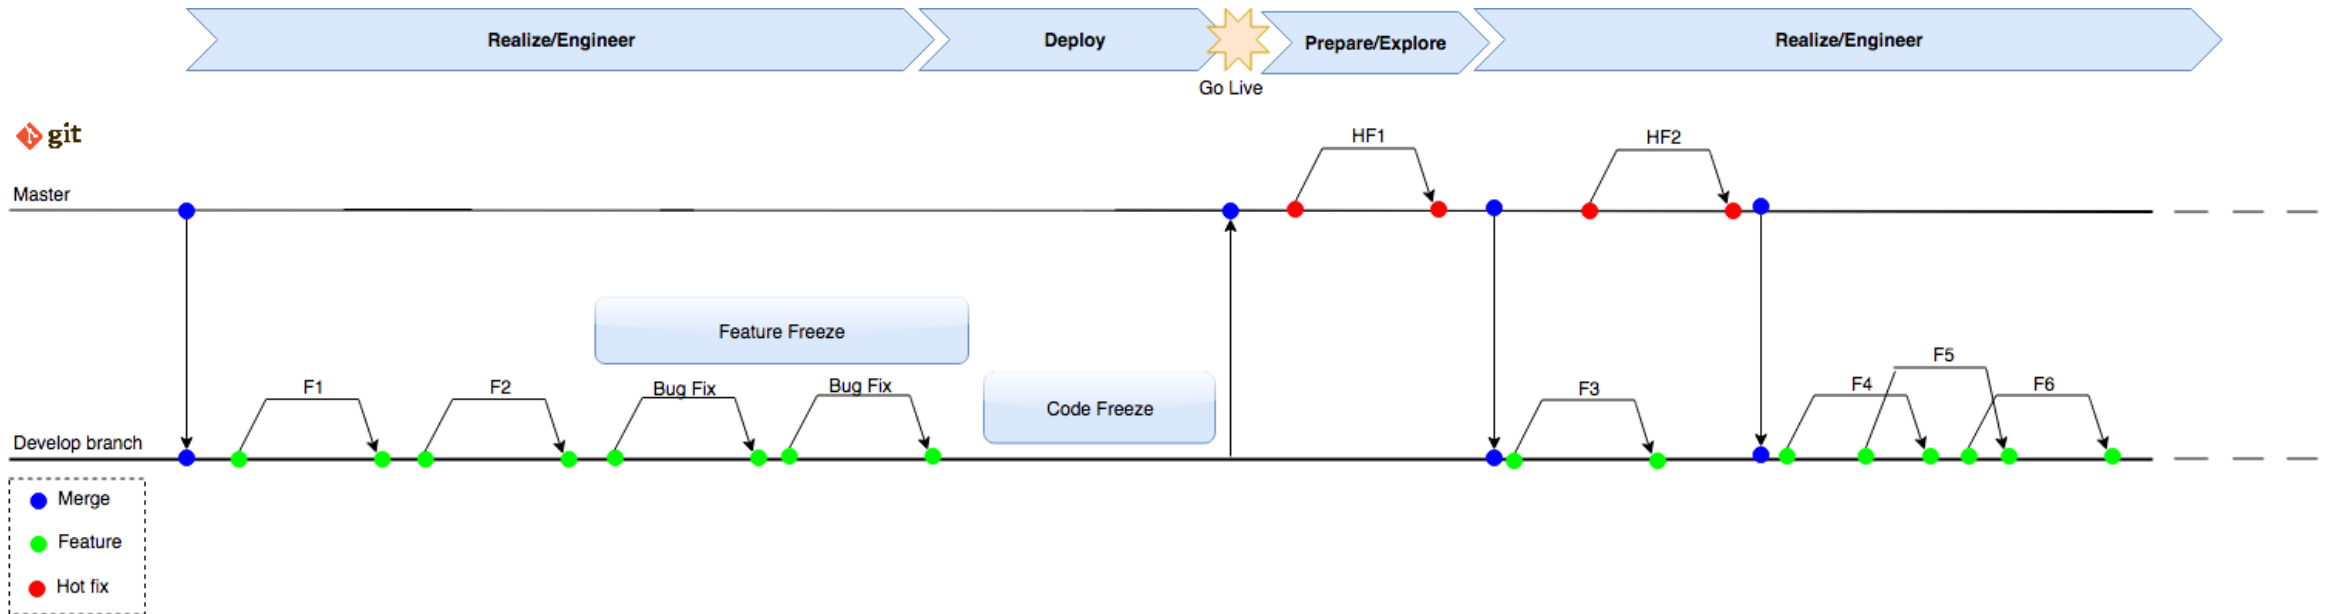 Realize/Engineer
Deploy
Prepare/Explore
Realize/Engineer
Go Live
git
HF1
HF2
Master
Feature Freeze
F5
F1
F2
Bug Fix
Bug Fix
F3
F4
F6
Code Freeze
Develop branch
Merge
Feature
Hot fix